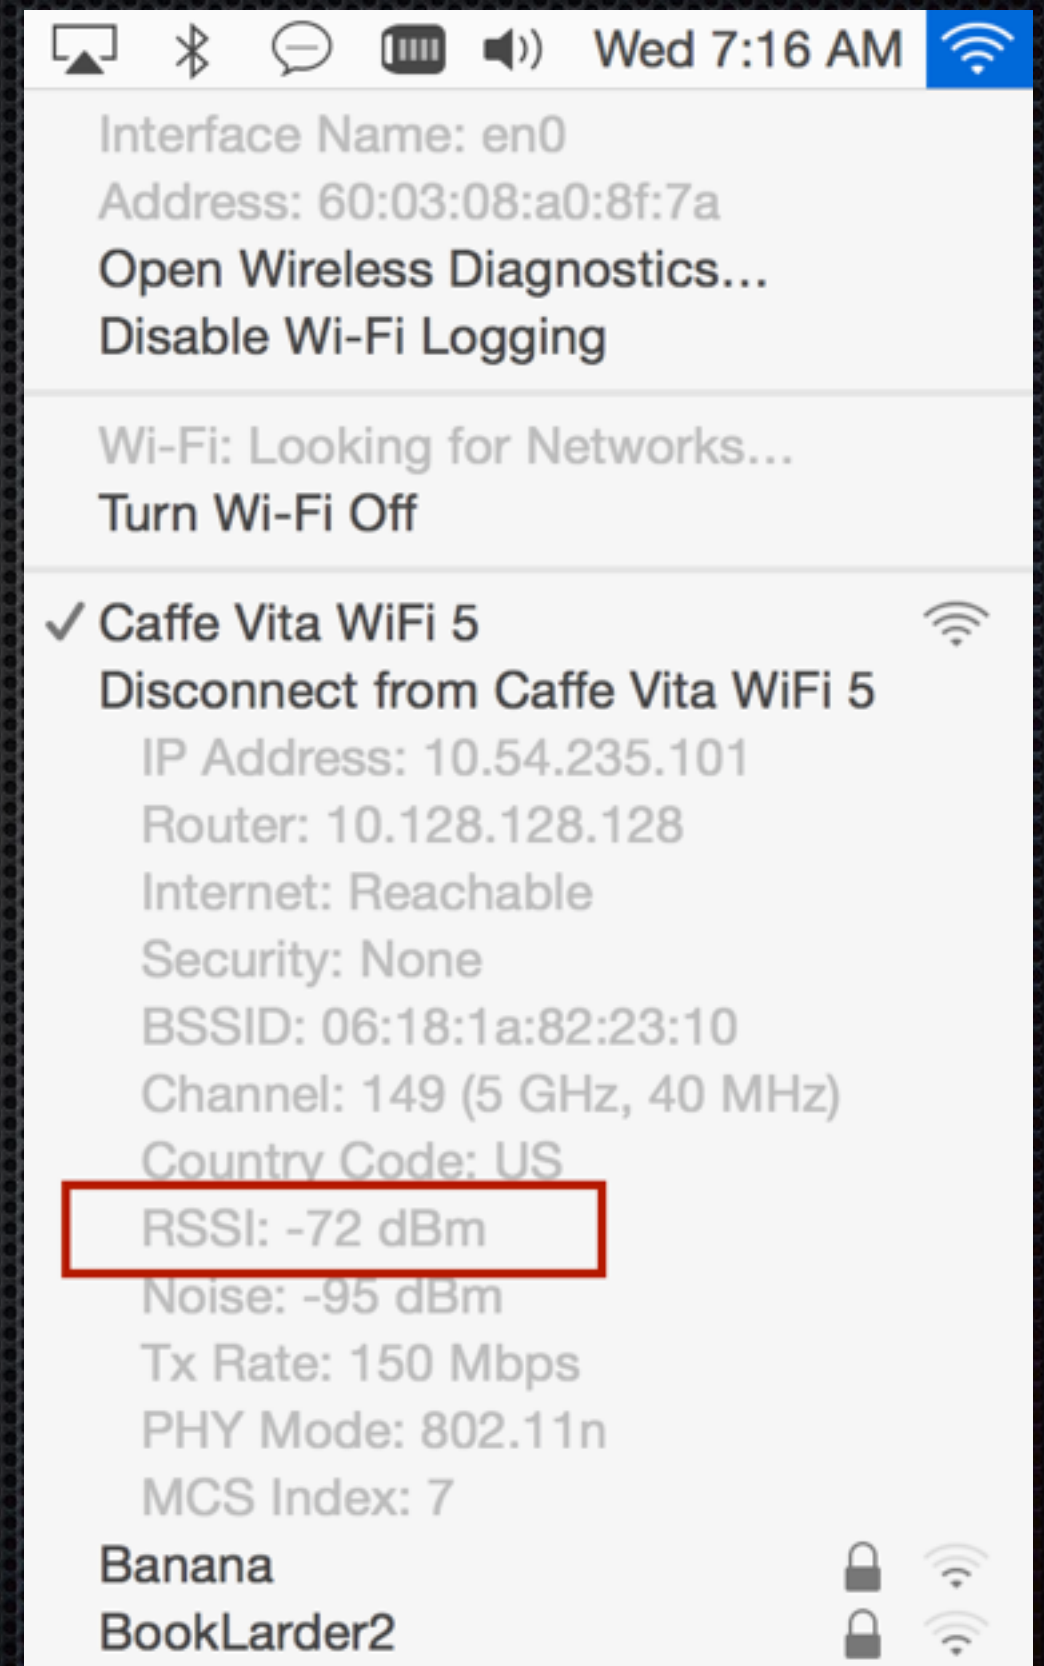 Wed 7:16 AM
Interface Name: en0
Address: 60:03:08:a0:8f:7a
Open Wireless Diagnostics...
Disable Wi-Fi Logging
Wi-Fi: Looking for Networks...
Turn Wi-Fi Off
Caffe Vita WiFi 5
Disconnect from Caffe Vita WiFi 5
IP Address: 10.54.235.101
Router: 10.128.128.128
Internet: Reachable
Security: None
BSSID: 06:18:1a:82:23:10
Channel: 149 (5 GHz, 40 MHz)
Country Code: US
RSSI: -72 dBm
Noise: -95 dBm
Tx Rate: 150 Mbps
PHY Mode: 802.11n
MCS Index: 7
Banana
BookLarder2